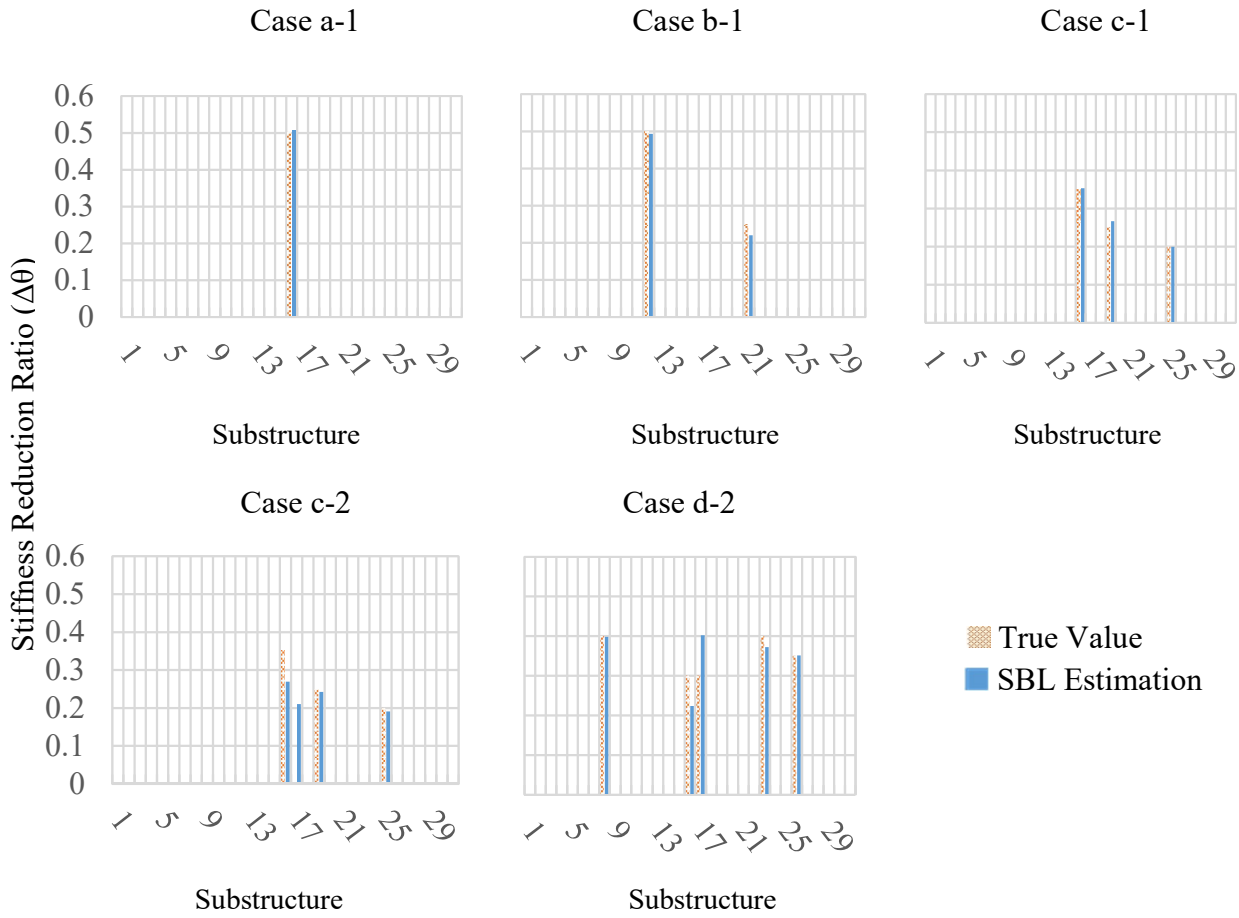 Case a-1
Case b-1
Case c-1
Stiffness Reduction Ratio (Δθ)
0.6
0.5
0.4
0.3
0.2
0.1
0
1 5 9 13 17 21 25 29
1 5 9 13 17 21 25 29
1 5 9 13 17 21 25 29
Substructure
Substructure
Substructure
Case c-2
Case d-2
0.6
0.5
0.4
0.3
0.2
0.1
0
1 5 9 13 17 21 25 29
1 5 9 13 17 21 25 29
Substructure
Substructure
True Value
SBL Estimation